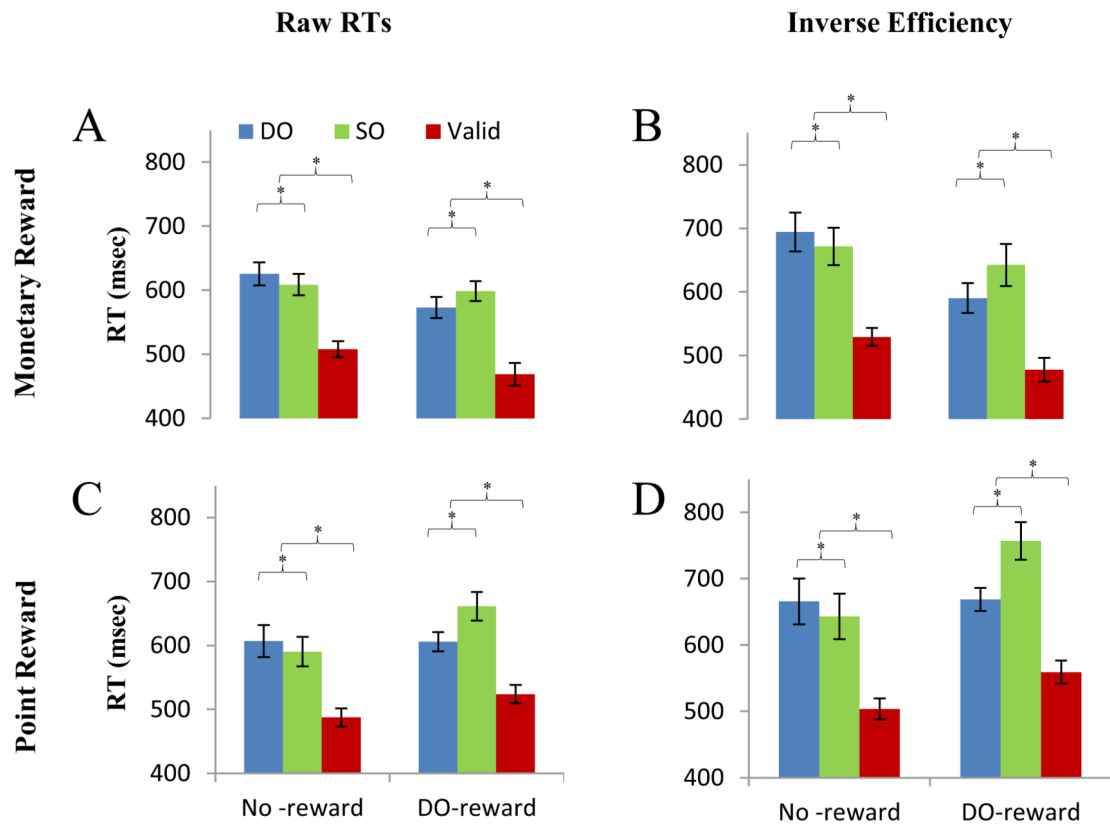 Raw RTs
Inverse Efficiency
Monetary Reward
Point Reward
A
DO SO Valid
RT (msec)
800
700
600
500
400
* * * *
B
800
700
600
500
400
* * * *
C
RT (msec)
800
700
600
500
400
* * * *
No -reward DO-reward
D
800
700
600
500
400
* * * *
No -reward DO-reward